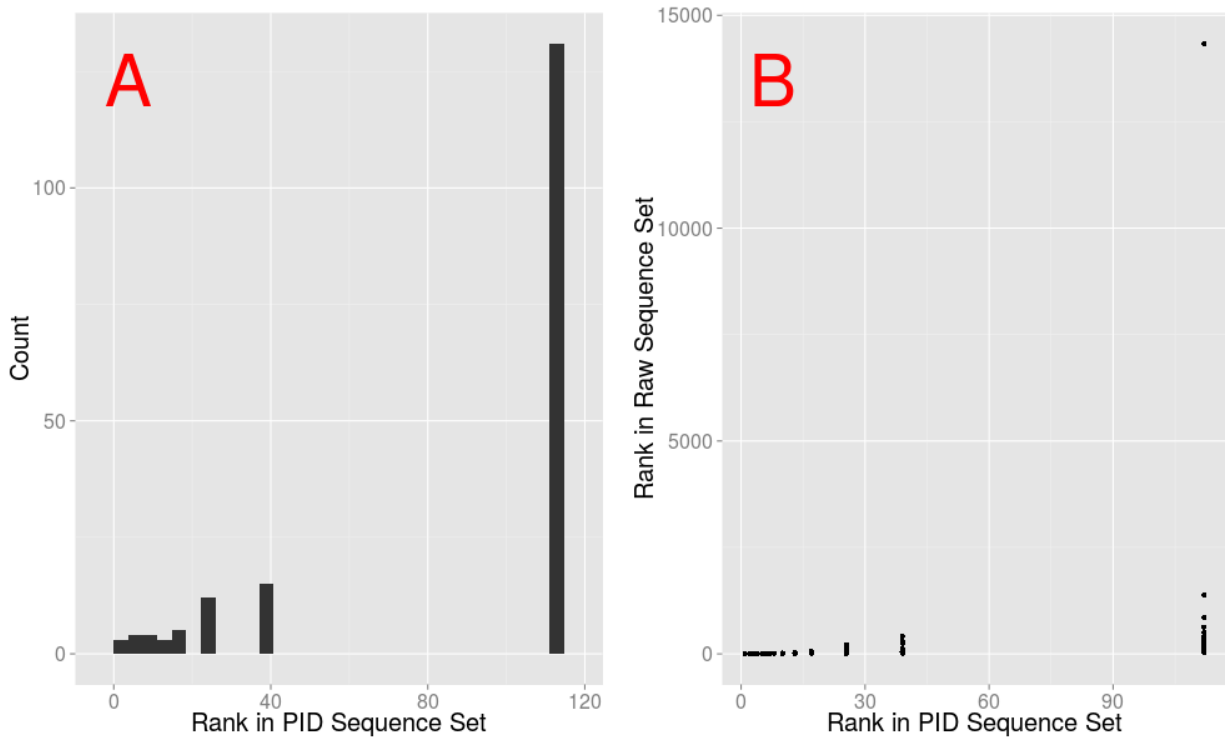 A
B
Count
100
50
0
0
40
80
120
Rank in PID Sequence Set
Rank in Raw Sequence Set
15000
10000
5000
0
0
30
60
90
Rank in PID Sequence Set